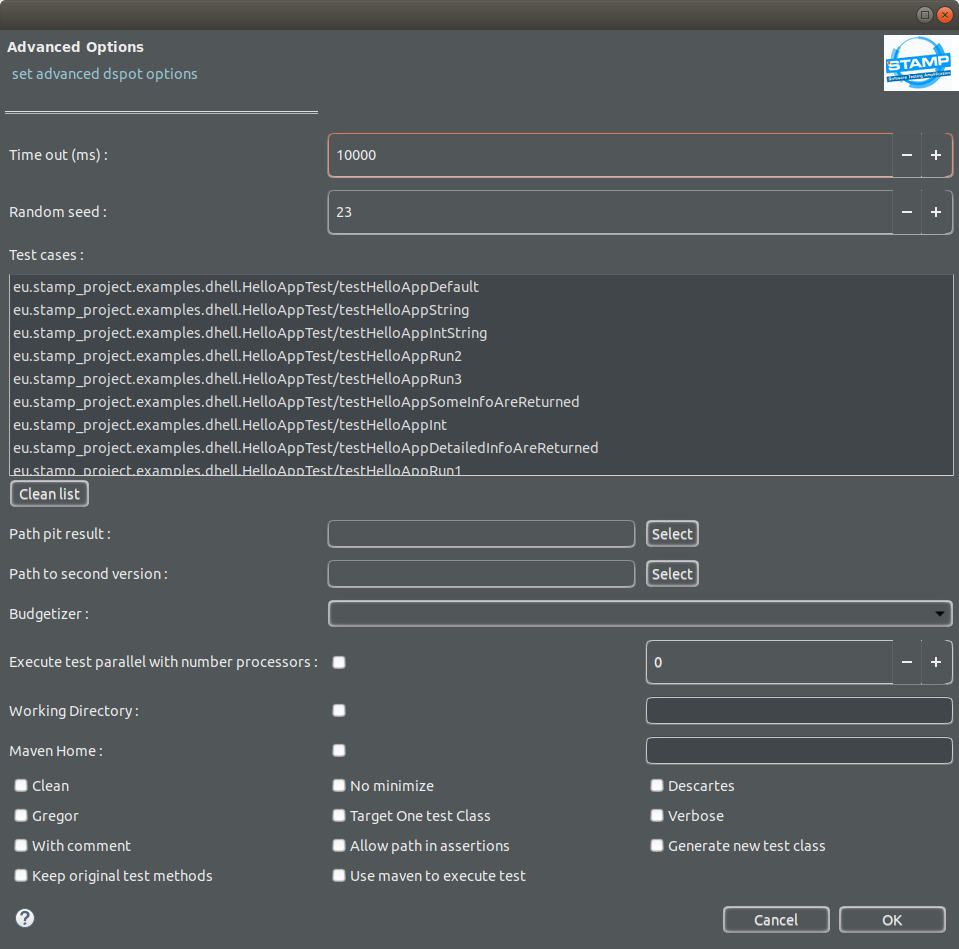 Advanced Options
set advanced dspot options
STAMP
Software Testing Amplification
Time out (ms) :
10000
Random seed :
23
Test cases :
eu.stamp_project.examples.dhell.HelloAppTest/testHelloAppDefault
eu.stamp_project.examples.dhell.HelloAppTest/testHelloAppString
eu.stamp_project.examples.dhell.HelloAppTest/testHelloAppIntString
eu.stamp_project.examples.dhell.HelloAppTest/testHelloAppRun2
eu.stamp_project.examples.dhell.HelloAppTest/testHelloAppRun3
eu.stamp_project.examples.dhell.HelloAppTest/testHelloAppSomeInfoAreReturned
eu.stamp_project.examples.dhell.HelloAppTest/testHelloAppInt
eu.stamp_project.examples.dhell.HelloAppTest/testHelloAppDetailedInfoAreReturned
eu.stamp_project.examples.dhell.HelloAppTest/testHelloAppRun1
Clean list
Path pit result :
Select
Path to second version :
Select
Budgetizer :
Execute test parallel with number processors :
0
Working Directory :
Maven Home :
Clean
No minimize
Descartes
Gregor
Target One test Class
Verbose
With comment
Allow path in assertions
Generate new test class
Keep original test methods
Use maven to execute test
?
Cancel
OK